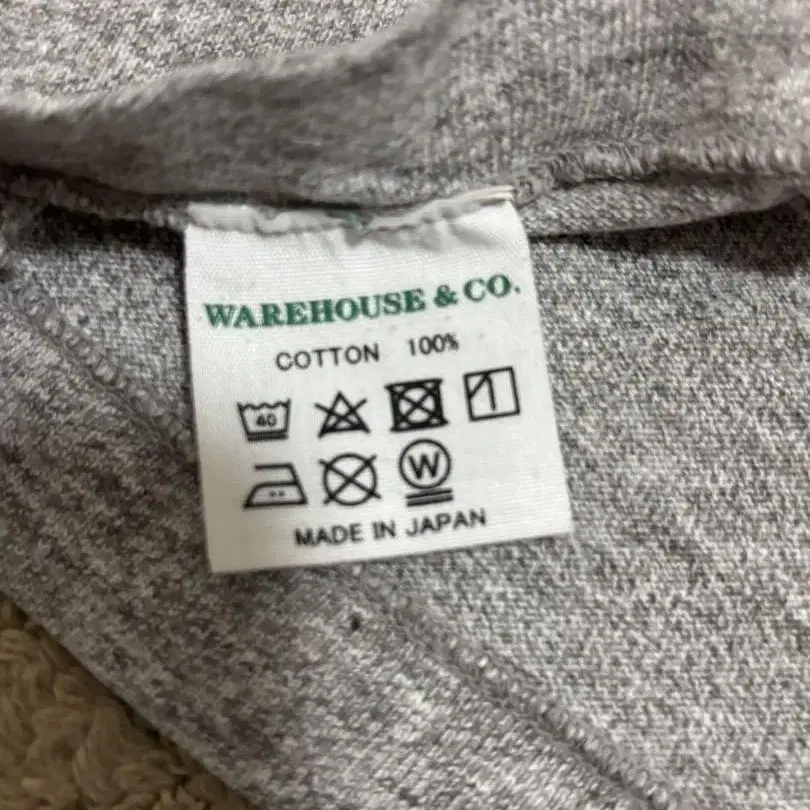 WAREHOUSE & CO.
COTTON 100%
40
W
MADE IN JAPAN